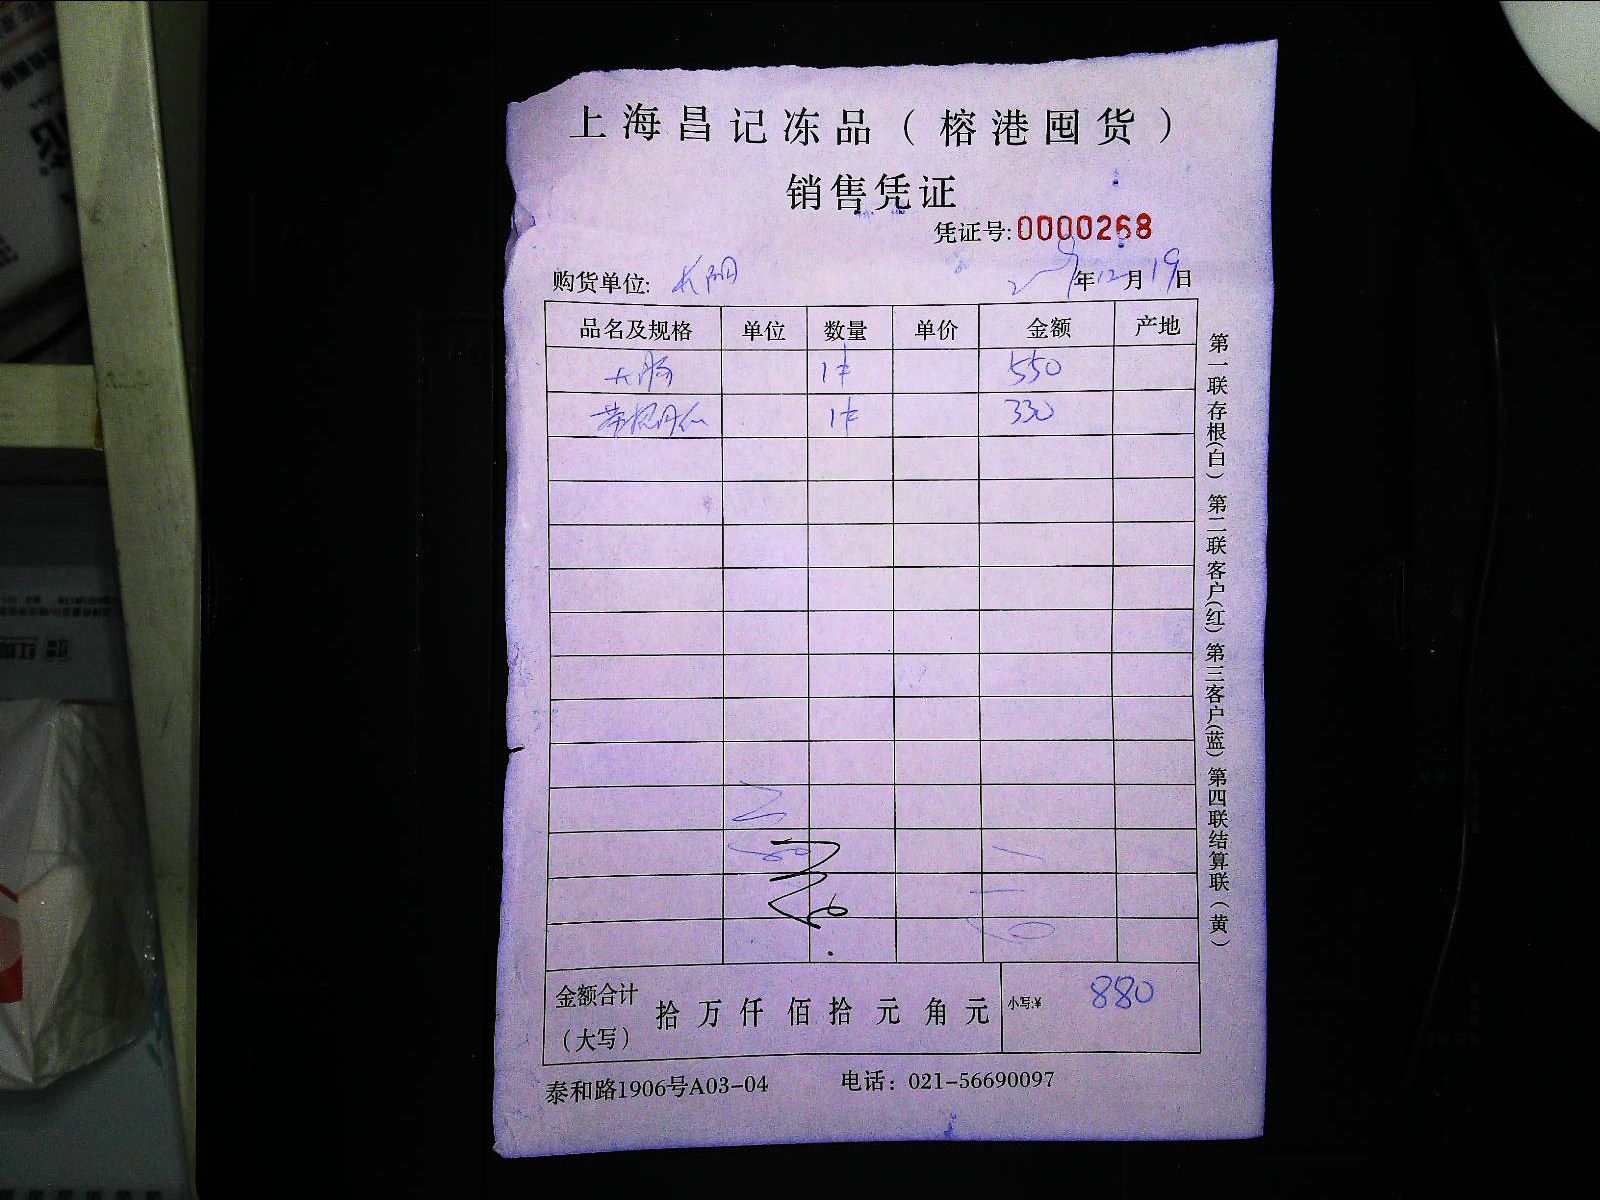 上海昌记冻品（榕港囤货）
销售凭证
凭证号:0000268
购货单位: 年12月19日
品名及规格 单位 数量 单价 金额 产地
大肠 1件 550
1件 330
金额合计（大写） 拾 万 仟 佰 拾 元 角 元 小写:¥ 880
泰和路1906号A03-04 电话：021-56690097
第一联存根(白) 第二联客户(红) 第三客户(蓝) 第四联结算联(黄)